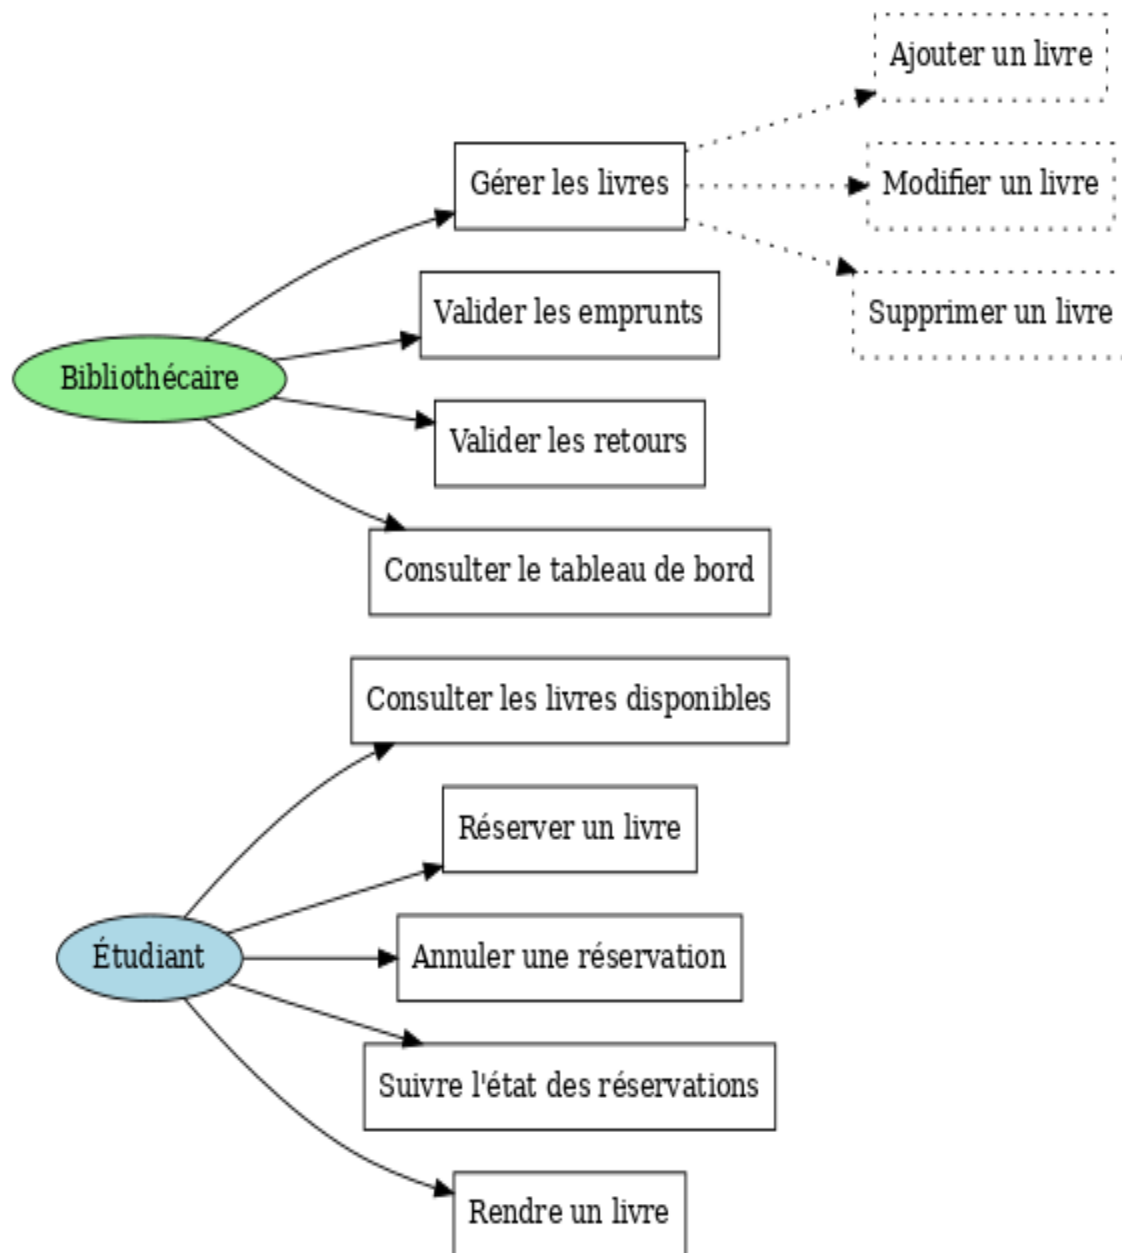 Ajouter un livre
Gérer les livres
Modifier un livre
Valider les emprunts
Supprimer un livre
Bibliothécaire
Valider les retours
Consulter le tableau de bord
Consulter les livres disponibles
Réserver un livre
Étudiant
Annuler une réservation
Suivre l'état des réservations
Rendre un livre